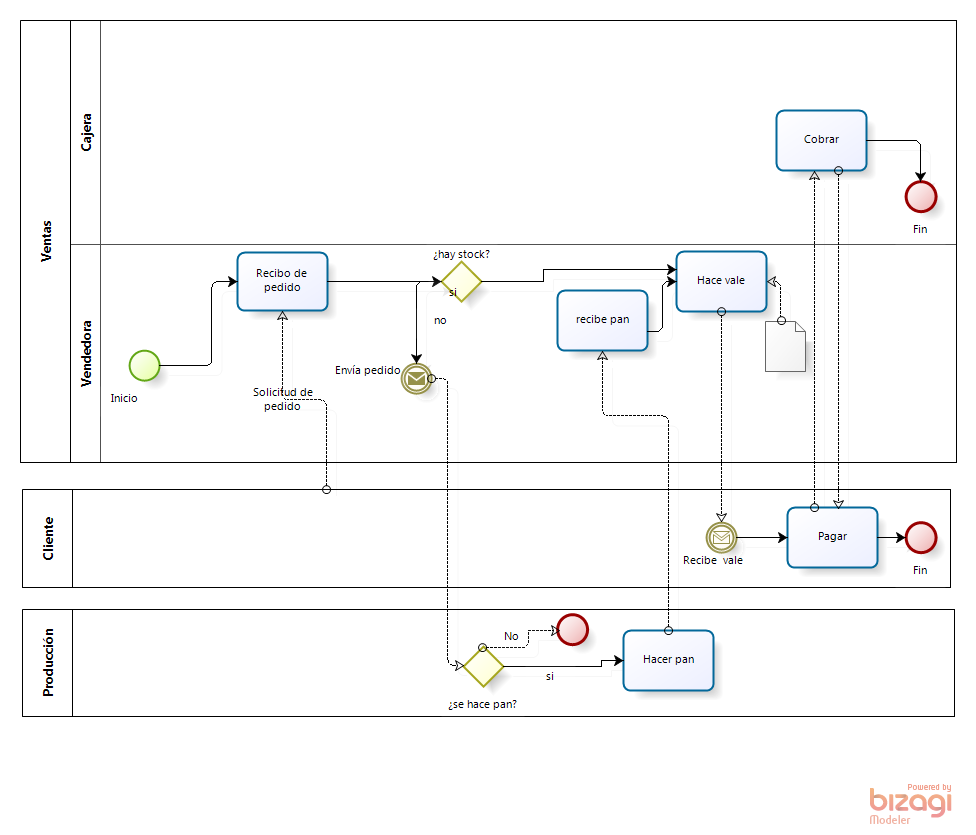 Ventas
Cajera
Cobrar
Fin
Vendedora
¿hay stock?
Recibo de
pedido
Hace vale
si
recibe pan
no
Envía pedido
Inicio
Solicitud de
pedido
Cliente
Pagar
Recibe vale
Fin
Producción
No
Hacer pan
si
¿se hace pan?
Powered by
bizagi
Modeler